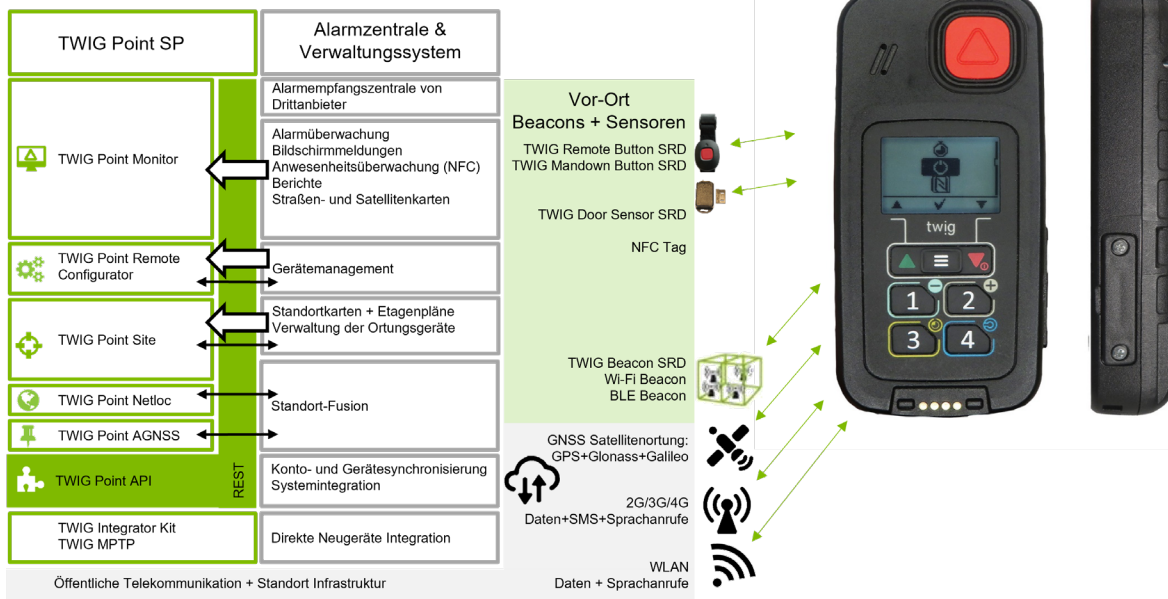 TWIG Point SP
Alarmzentrale &
Verwaltungssystem
TWIG Point Monitor
Alarmempfangszentrale von
Drittanbieter
Alarmüberwachung
Bildschirmmeldungen
Anwesenheitsüberwachung (NFC)
Berichte
Straßen- und Satellitenkarten
TWIG Point Remote
Configurator
Gerätemanagement
TWIG Point Site
Standortkarten + Etagenpläne
Verwaltung der Ortungsgeräte
TWIG Point Netloc
Standort-Fusion
TWIG Point AGNSS
TWIG Point API
REST
Konto- und Gerätesynchronisierung
Systemintegration
TWIG Integrator Kit
TWIG MPTP
Direkte Neugeräte Integration
Öffentliche Telekommunikation + Standort Infrastruktur
Vor-Ort
Beacons + Sensoren
TWIG Remote Button SRD
TWIG Mandown Button SRD
TWIG Door Sensor SRD
NFC Tag
TWIG Beacon SRD
Wi-Fi Beacon
BLE Beacon
GNSS Satellitenortung:
GPS+Glonass+Galileo
2G/3G/4G
Daten+SMS+Sprachanrufe
WLAN
Daten + Sprachanrufe
twig
1 2
3 4